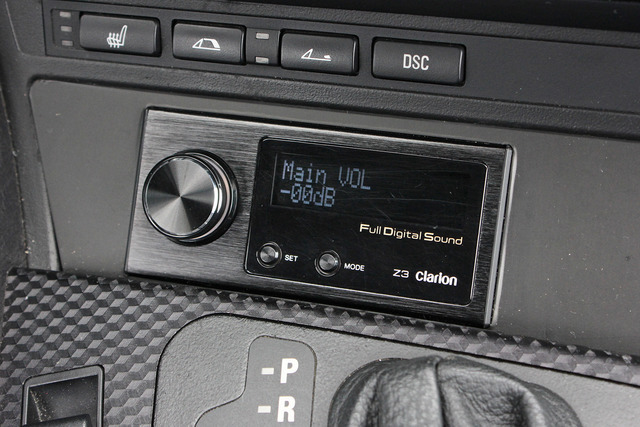 DSC
Main VOL
-00dB
Full Digital Sound
SET
MODE
Z3 Clarion
-P
-R